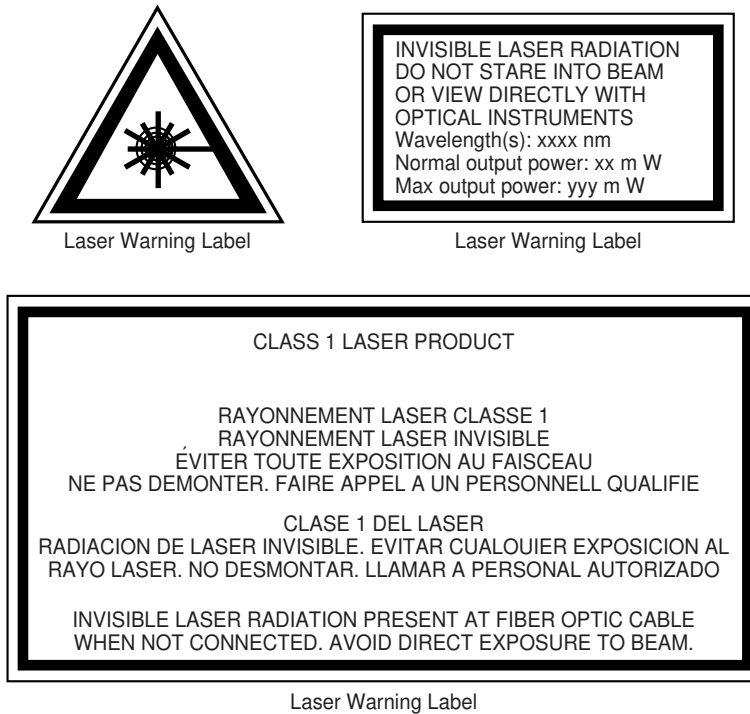 Laser Warning Label
INVISIBLE LASER RADIATION
DO NOT STARE INTO BEAM
OR VIEW DIRECTLY WITH
OPTICAL INSTRUMENTS
Wavelength(s): xxxx nm
Normal output power: xx m W
Max output power: yyy m W
Laser Warning Label
CLASS 1 LASER PRODUCT
RAYONNEMENT LASER CLASSE 1
RAYONNEMENT LASER INVISIBLE
ÉVITER TOUTE EXPOSITION AU FAISCEAU
NE PAS DEMONTER. FAIRE APPEL A UN PERSONNELL QUALIFIE
CLASE 1 DEL LASER
RADIACION DE LASER INVISIBLE. EVITAR CUALOUIER EXPOSICION AL
RAYO LASER. NO DESMONTAR. LLAMAR A PERSONAL AUTORIZADO
INVISIBLE LASER RADIATION PRESENT AT FIBER OPTIC CABLE
WHEN NOT CONNECTED. AVOID DIRECT EXPOSURE TO BEAM.
Laser Warning Label